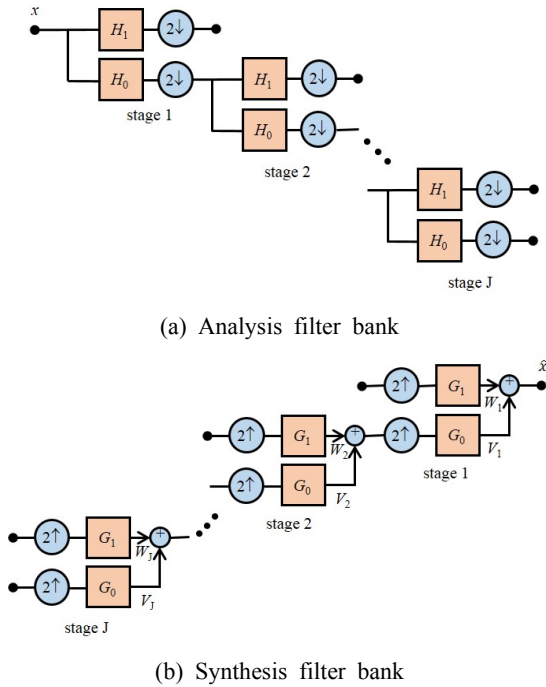 x
H₁ 2↓
H₀ 2↓ H₁ 2↓
stage 1
H₀ 2↓
stage 2
H₁ 2↓
H₀ 2↓
stage J
(a) Analysis filter bank
x̂
2↑ G₁ W₁ +
2↑ G₁ W₂ + 2↑ G₀ V₁
stage 1
2↑ G₀ V₂
stage 2
2↑ G₁ W_J +
2↑ G₀ V_J
stage J
(b) Synthesis filter bank